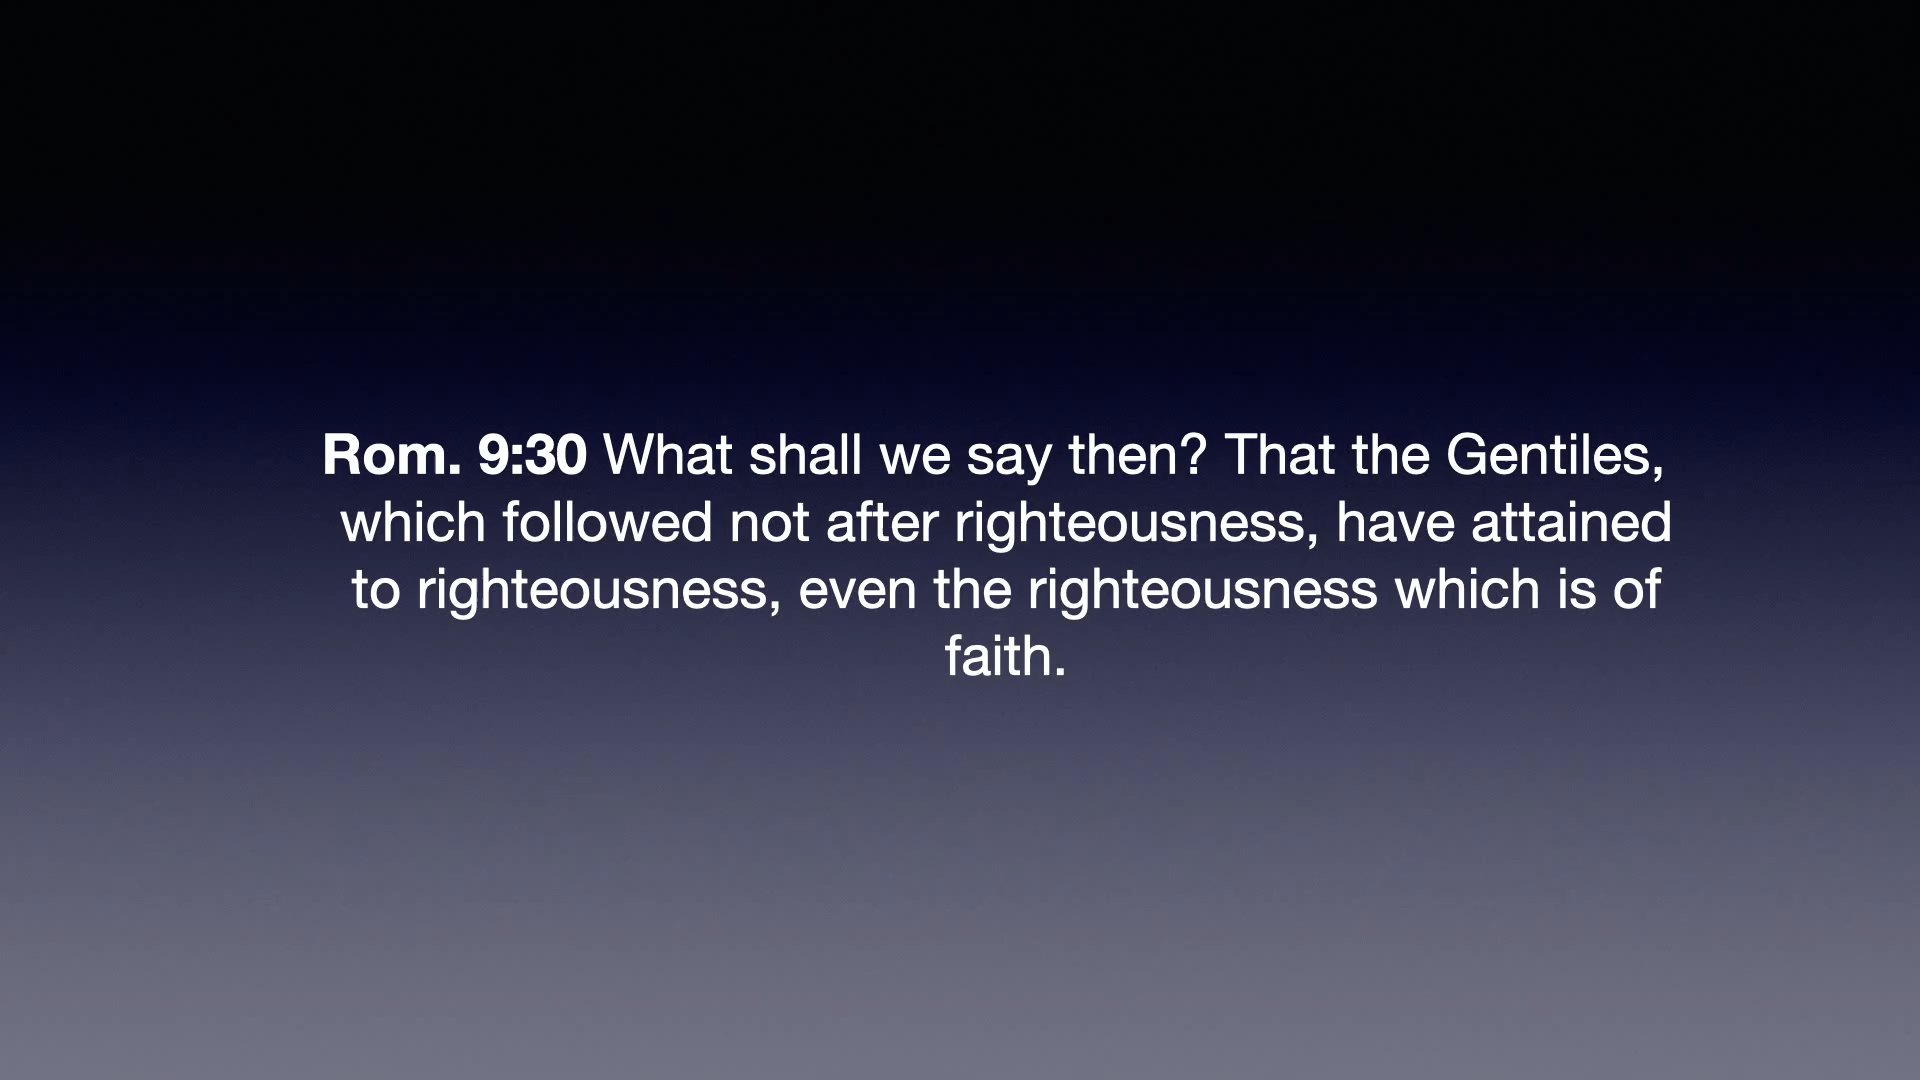 Rom. 9:30 What shall we say then? That the Gentiles,
which followed not after righteousness, have attained
to righteousness, even the righteousness which is of
faith.